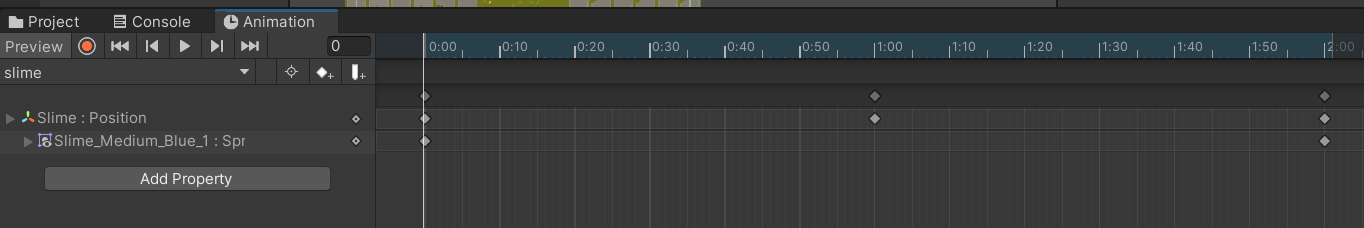 Project Console Animation
Preview 0 0:00 0:10 0:20 0:30 0:40 0:50 1:00 1:10 1:20 1:30 1:40 1:50 2:00
slime
Slime : Position
Slime_Medium_Blue_1 : Spr
Add Property